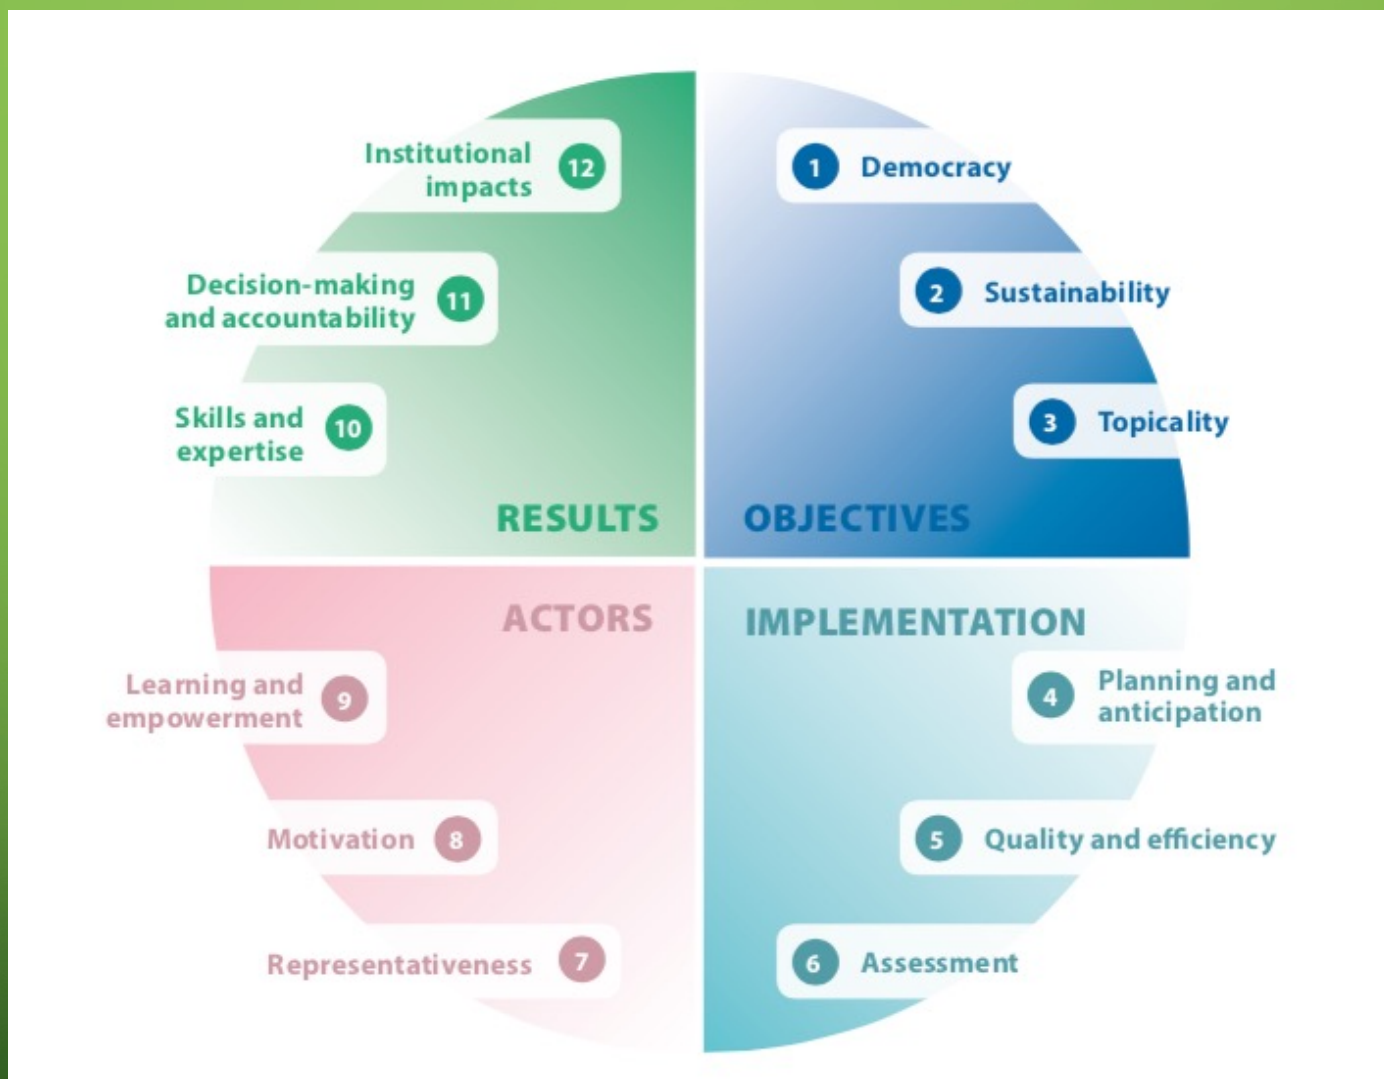 1 Democracy
2 Sustainability
3 Topicality
OBJECTIVES
IMPLEMENTATION
4 Planning and
anticipation
5 Quality and efficiency
6 Assessment
Representativeness 7
Motivation 8
Learning and
empowerment 9
ACTORS
Skills and
expertise 10
Decision-making
and accountability 11
Institutional
impacts 12
RESULTS